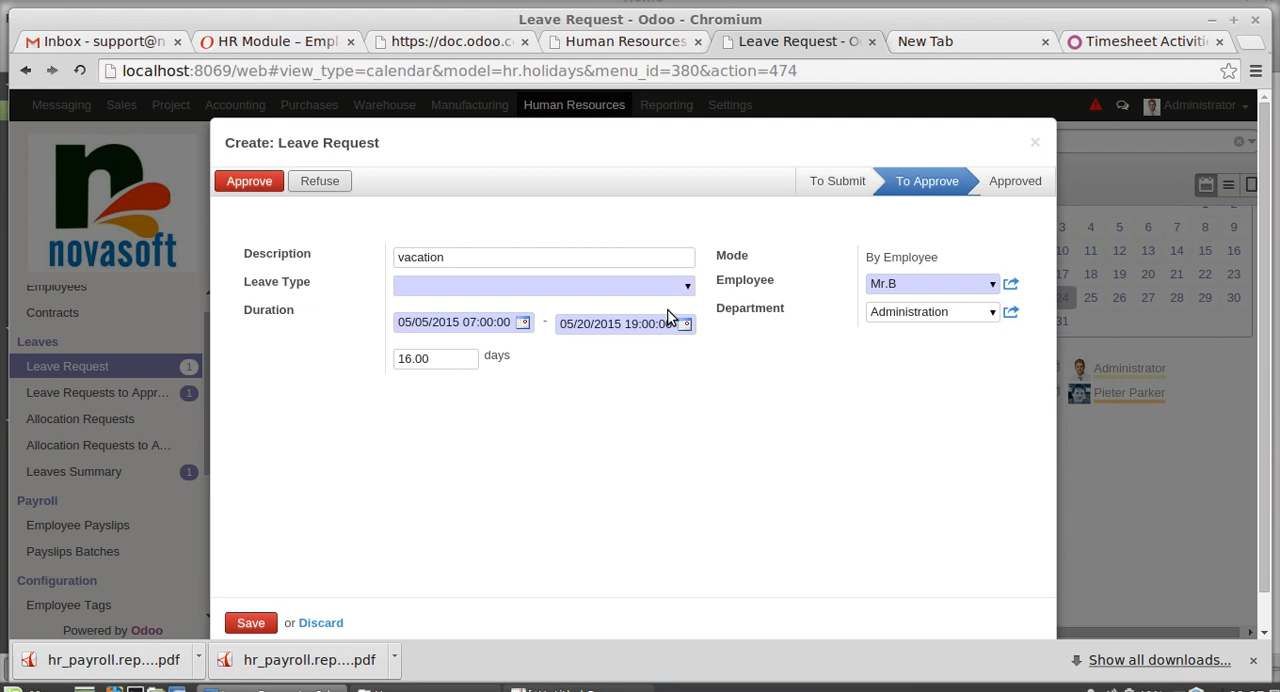 Leave Request - Odoo - Chromium
Inbox - support@n
HR Module – Empl
https://doc.odoo.c
Human Resources
Leave Request - O
New Tab
Timesheet Activiti
localhost:8069/web#view_type=calendar&model=hr.holidays&menu_id=380&action=474
Messaging Sales Project Accounting Purchases Warehouse Manufacturing Human Resources Reporting Settings Administrator
n
novasoft
Employees
Contracts
Leaves
Leave Request 1
Leave Requests to Appr... 1
Allocation Requests
Allocation Requests to A...
Leaves Summary 1
Payroll
Employee Payslips
Payslips Batches
Configuration
Employee Tags
Powered by Odoo
Create: Leave Request ×
Approve Refuse To Submit To Approve Approved
Description vacation
Leave Type
Duration 05/05/2015 07:00:00 - 05/20/2015 19:00:00
16.00 days
Mode By Employee
Employee Mr.B
Department Administration
Save or Discard
1 2
3 4 5 6 7 8 9
10 11 12 13 14 15 16
17 18 19 20 21 22 23
24 25 26 27 28 29 30
31
Administrator
Pieter Parker
hr_payroll.rep....pdf
hr_payroll.rep....pdf
Show all downloads...